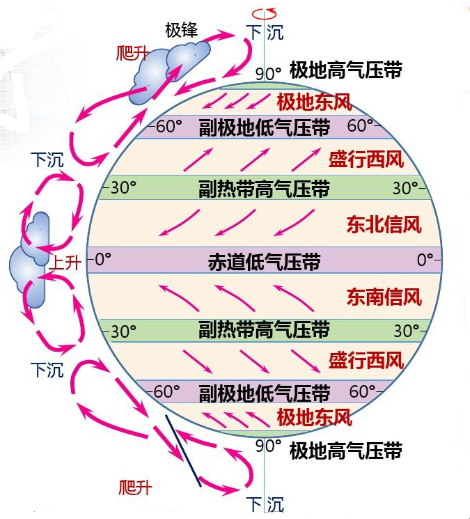 极锋
下沉
爬升
90° 极地高气压带
极地东风
60° 副极地低气压带 60°
下沉
盛行西风
30° 副热带高气压带 30°
东北信风
上升
0° 赤道低气压带 0°
东南信风
30° 副热带高气压带 30°
下沉
盛行西风
60° 副极地低气压带 60°
极地东风
90° 极地高气压带
爬升
下沉